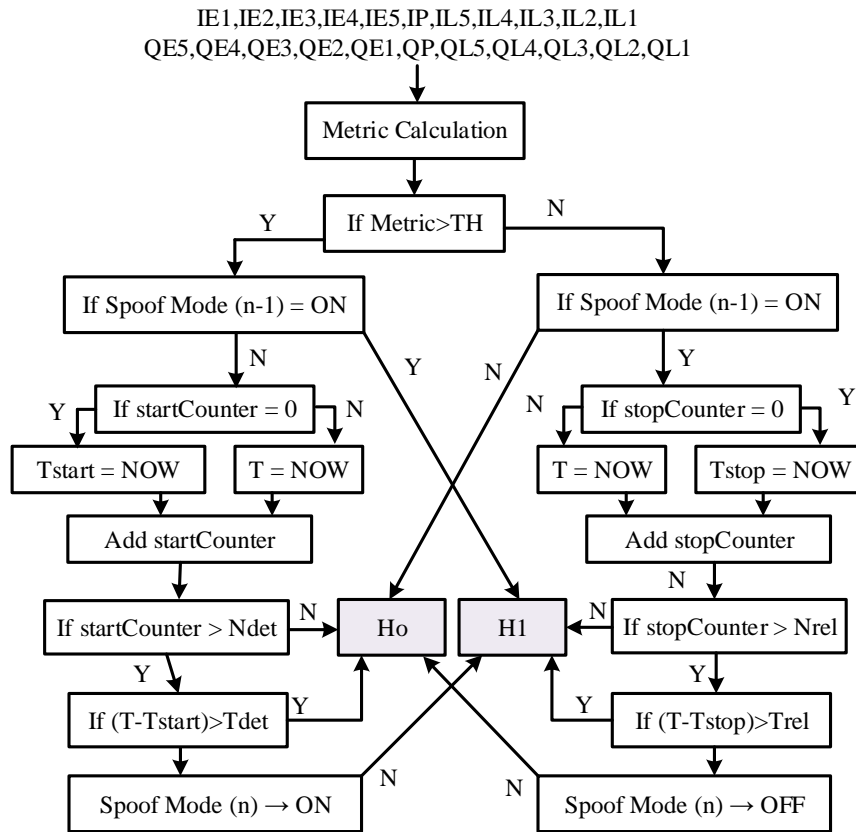 IE1,IE2,IE3,IE4,IE5,IP,IL5,IL4,IL3,IL2,IL1
QE5,QE4,QE3,QE2,QE1,QP,QL5,QL4,QL3,QL2,QL1
Metric Calculation
If Metric>TH
Y
N
If Spoof Mode (n-1) = ON
If Spoof Mode (n-1) = ON
N
Y
N
Y
If startCounter = 0
If stopCounter = 0
Y
N
N
Y
Tstart = NOW
T = NOW
T = NOW
Tstop = NOW
Add startCounter
Add stopCounter
N
If startCounter > Ndet
N
Ho
H1
N
If stopCounter > Nrel
Y
Y
If (T-Tstart)>Tdet
Y
Y
If (T-Tstop)>Trel
Spoof Mode (n) → ON
N
N
Spoof Mode (n) → OFF